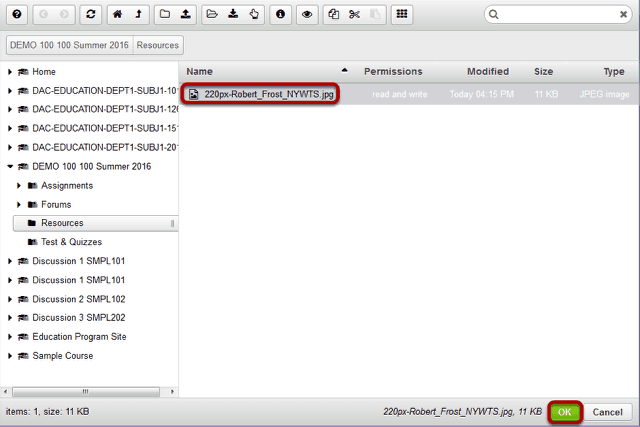 DEMO 100 100 Summer 2016 Resources
Name Permissions Modified Size Type
220px-Robert_Frost_NYWTS.jpg read and write Today 04:15 PM 11 KB JPEG image
Home
DAC-EDUCATION-DEPT1-SUBJ1-101
DAC-EDUCATION-DEPT1-SUBJ1-126
DAC-EDUCATION-DEPT1-SUBJ1-151
DAC-EDUCATION-DEPT1-SUBJ1-201
DEMO 100 100 Summer 2016
Assignments
Forums
Resources
Test & Quizzes
Discussion 1 SMPL101
Discussion 1 SMPL101
Discussion 2 SMPL102
Discussion 3 SMPL202
Education Program Site
Sample Course
items: 1, size: 11 KB 220px-Robert_Frost_NYWTS.jpg, 11 KB OK Cancel